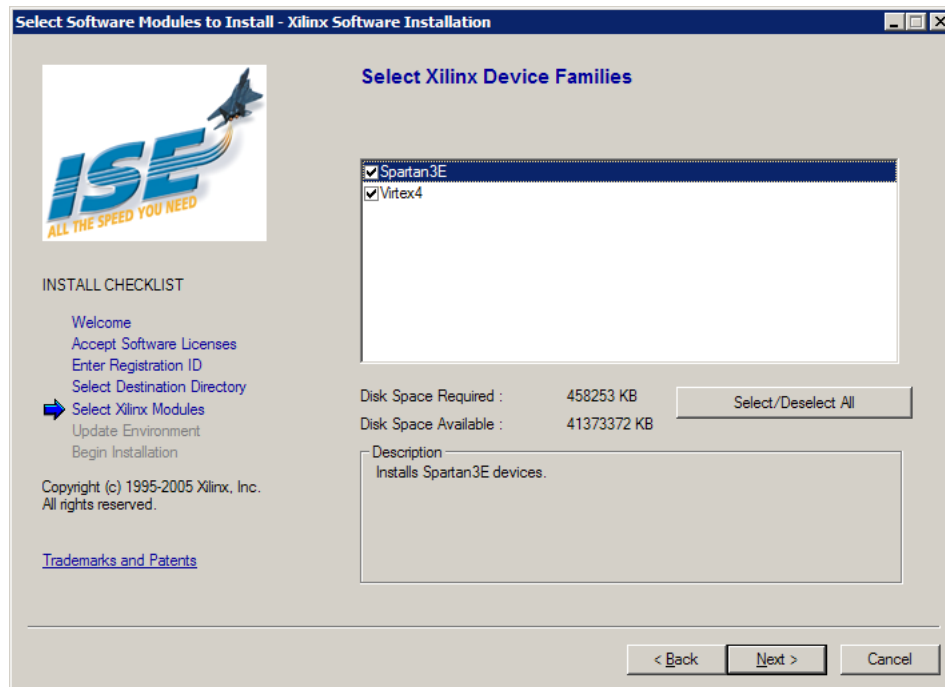 Select Software Modules to Install - Xilinx Software Installation
ISE
ALL THE SPEED YOU NEED
Select Xilinx Device Families
Spartan3E
Virtex4
INSTALL CHECKLIST
Welcome
Accept Software Licenses
Enter Registration ID
Select Destination Directory
Select Xilinx Modules
Update Environment
Begin Installation
Copyright (c) 1995-2005 Xilinx, Inc.
All rights reserved.
Trademarks and Patents
Disk Space Required : 458253 KB
Disk Space Available : 41373372 KB
Select/Deselect All
Description
Installs Spartan3E devices.
< Back
Next >
Cancel